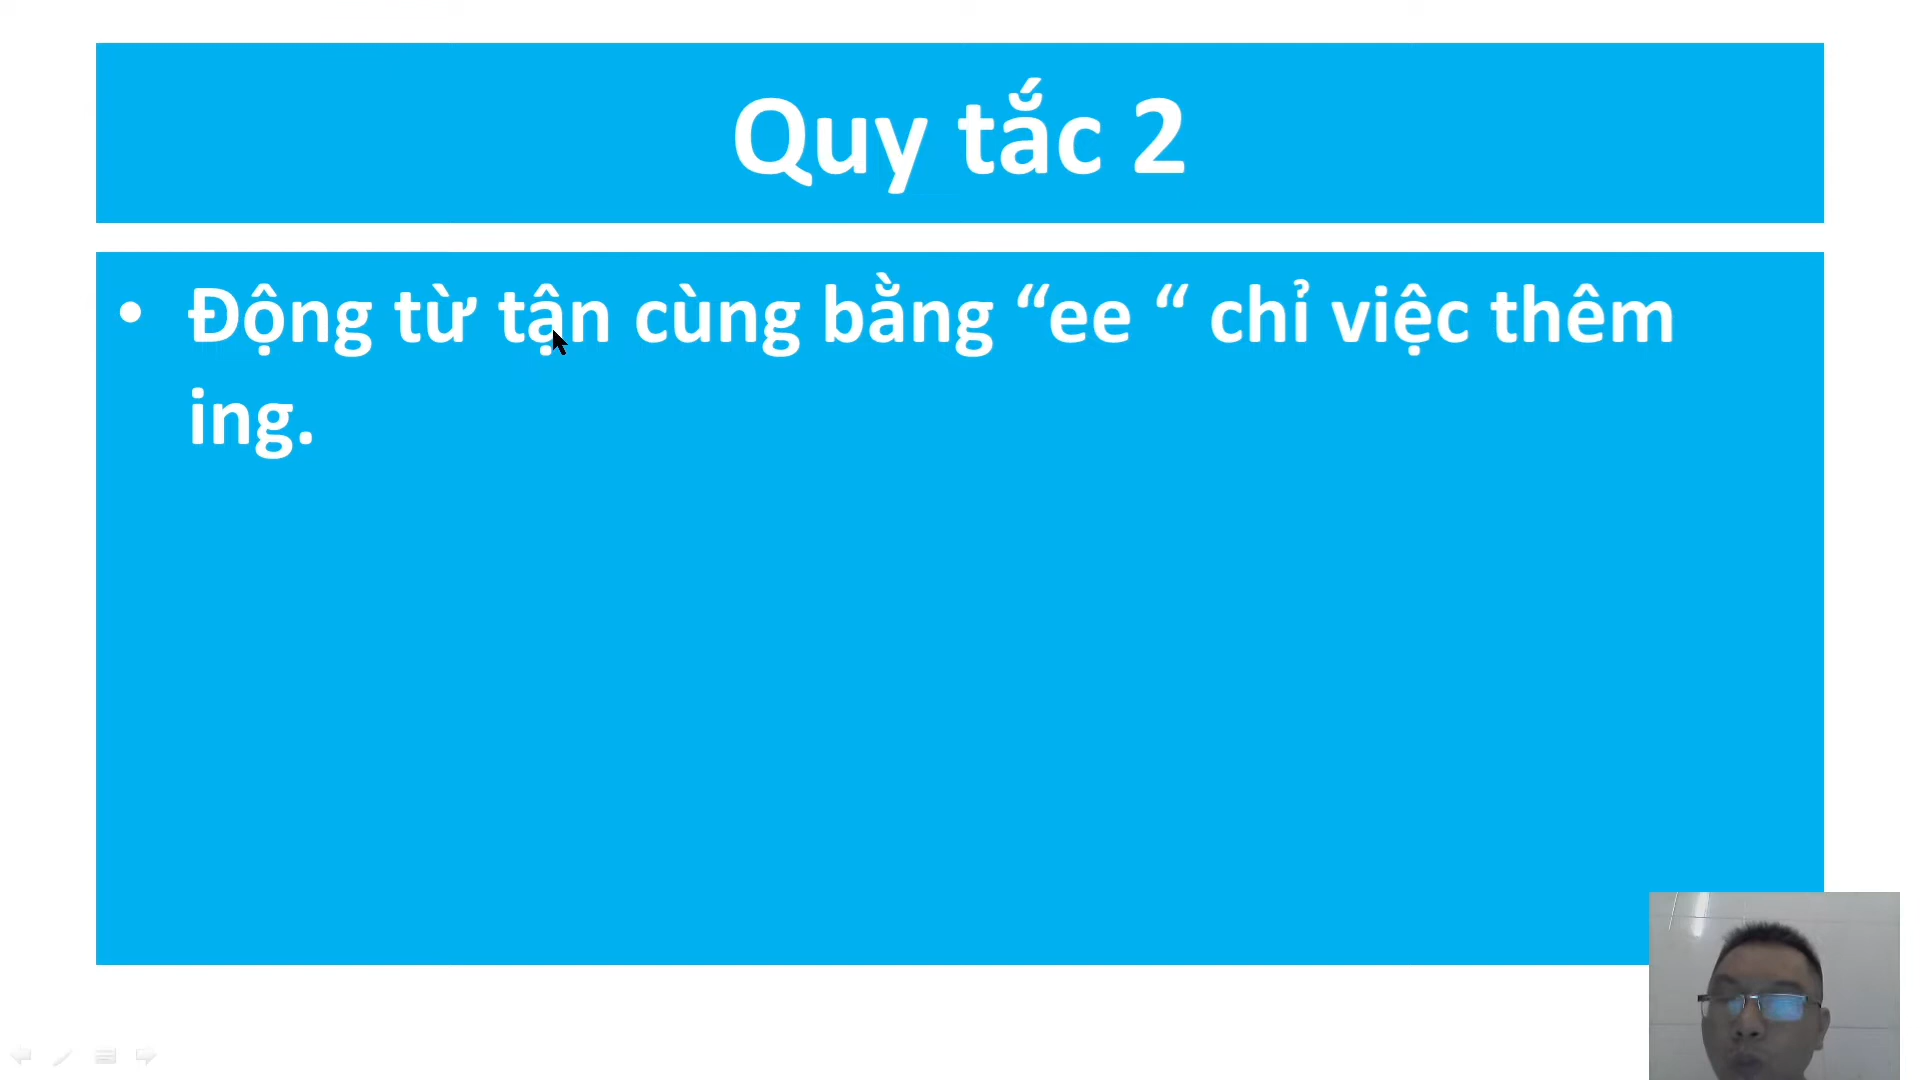 Quy tắc 2
• Động từ tận cùng bằng “ee “ chỉ việc thêm
ing.